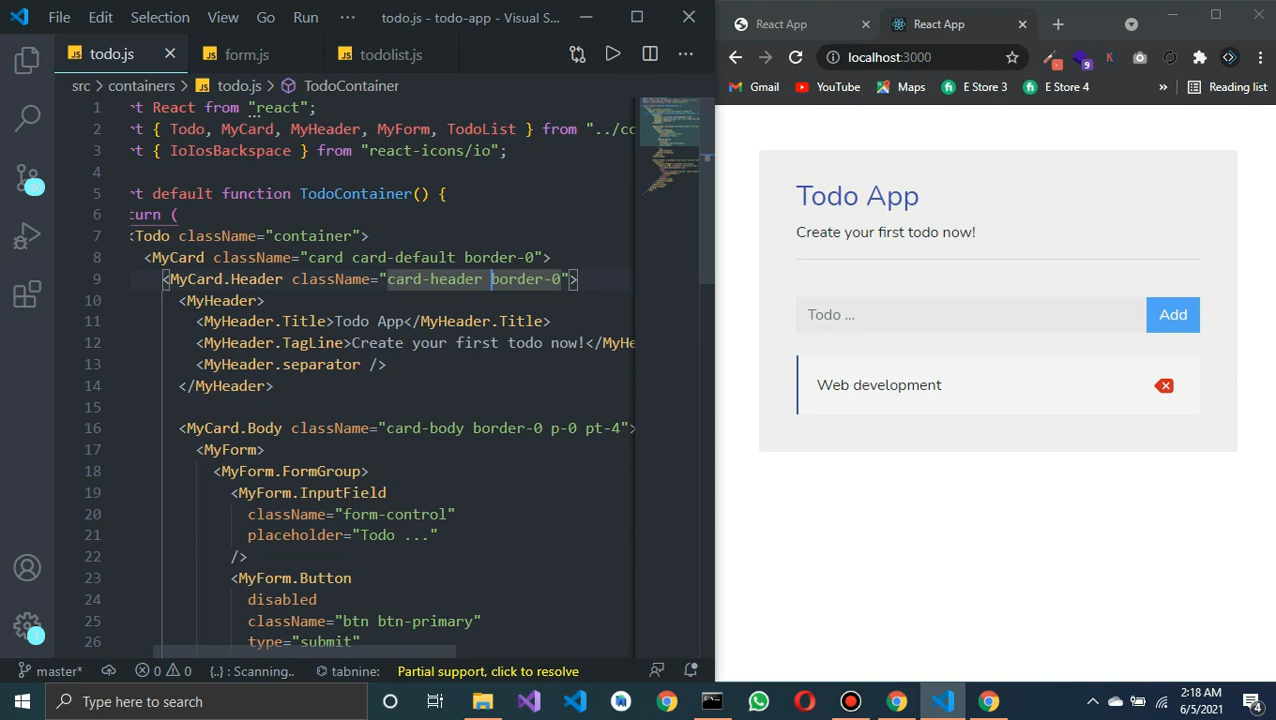 File Edit Selection View Go Run ··· todo.js - todo-app - Visual S...
todo.js form.js todolist.js
src > containers > todo.js > TodoContainer
1 rt React from "react";
2 rt { Todo, MyCard, MyHeader, MyForm, TodoList } from "../co
3 rt { IoIosBackspace } from "react-icons/io";
4
5 rt default function TodoContainer() {
6 turn (
7 <Todo className="container">
8 <MyCard className="card card-default border-0">
9 <MyCard.Header className="card-header border-0">
10 <MyHeader>
11 <MyHeader.Title>Todo App</MyHeader.Title>
12 <MyHeader.TagLine>Create your first todo now!</MyHe
13 <MyHeader.separator />
14 </MyHeader>
15
16 <MyCard.Body className="card-body border-0 p-0 pt-4">
17 <MyForm>
18 <MyForm.FormGroup>
19 <MyForm.InputField
20 className="form-control"
21 placeholder="Todo ..."
22 />
23 <MyForm.Button
24 disabled
25 className="btn btn-primary"
26 type="submit"
master* 0 0 {..} : Scanning.. tabnine: Partial support, click to resolve
1
React App React App
localhost:3000
9 K
Gmail YouTube Maps E Store 3 E Store 4 » Reading list
Todo App
Create your first todo now!
Todo ... Add
Web development
Type here to search
2:18 AM
6/5/2021
4